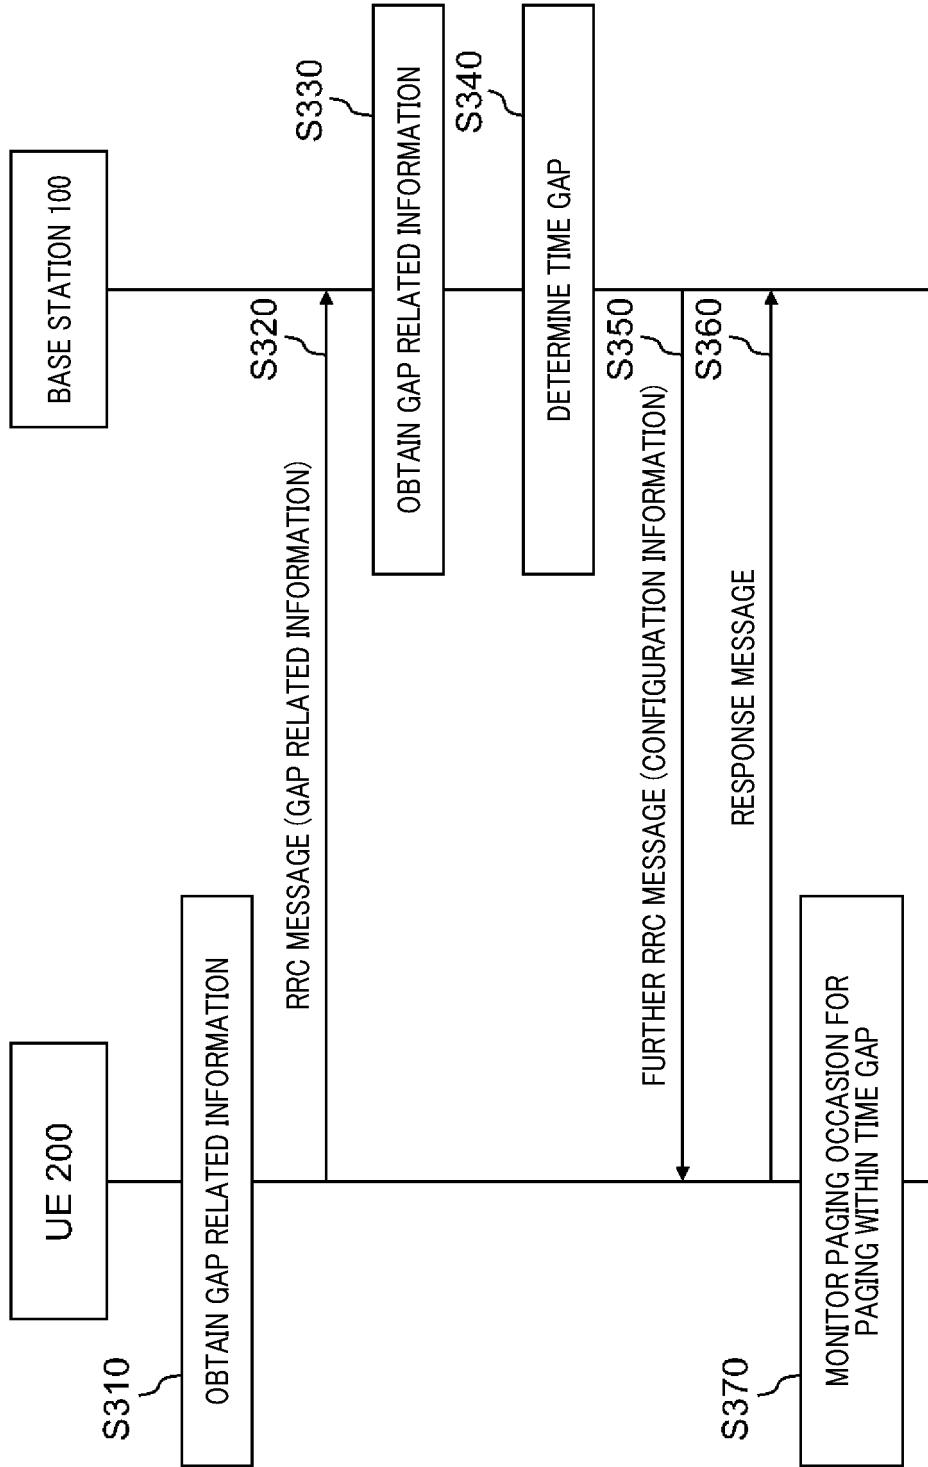 UE 200
BASE STATION 100
S310
OBTAIN GAP RELATED INFORMATION
S320
RRC MESSAGE (GAP RELATED INFORMATION)
S330
OBTAIN GAP RELATED INFORMATION
S340
DETERMINE TIME GAP
S350
FURTHER RRC MESSAGE (CONFIGURATION INFORMATION)
S360
RESPONSE MESSAGE
S370
MONITOR PAGING OCCASION FOR
PAGING WITHIN TIME GAP